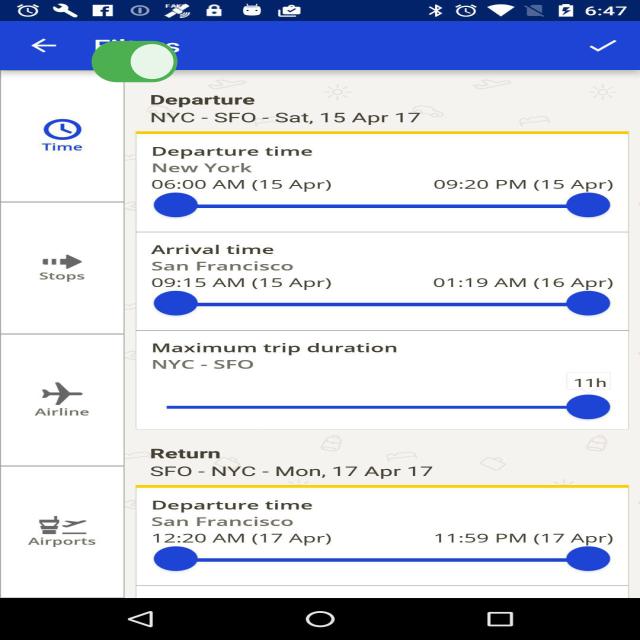 6:47
Departure
NYC - SFO - Sat, 15 Apr 17
Departure time
New York
06:00 AM (15 Apr) 09:20 PM (15 Apr)
Arrival time
San Francisco
09:15 AM (15 Apr) 01:19 AM (16 Apr)
Maximum trip duration
NYC - SFO
11h
Return
SFO - NYC - Mon, 17 Apr 17
Departure time
San Francisco
12:20 AM (17 Apr) 11:59 PM (17 Apr)
Time
Stops
Airline
Airports